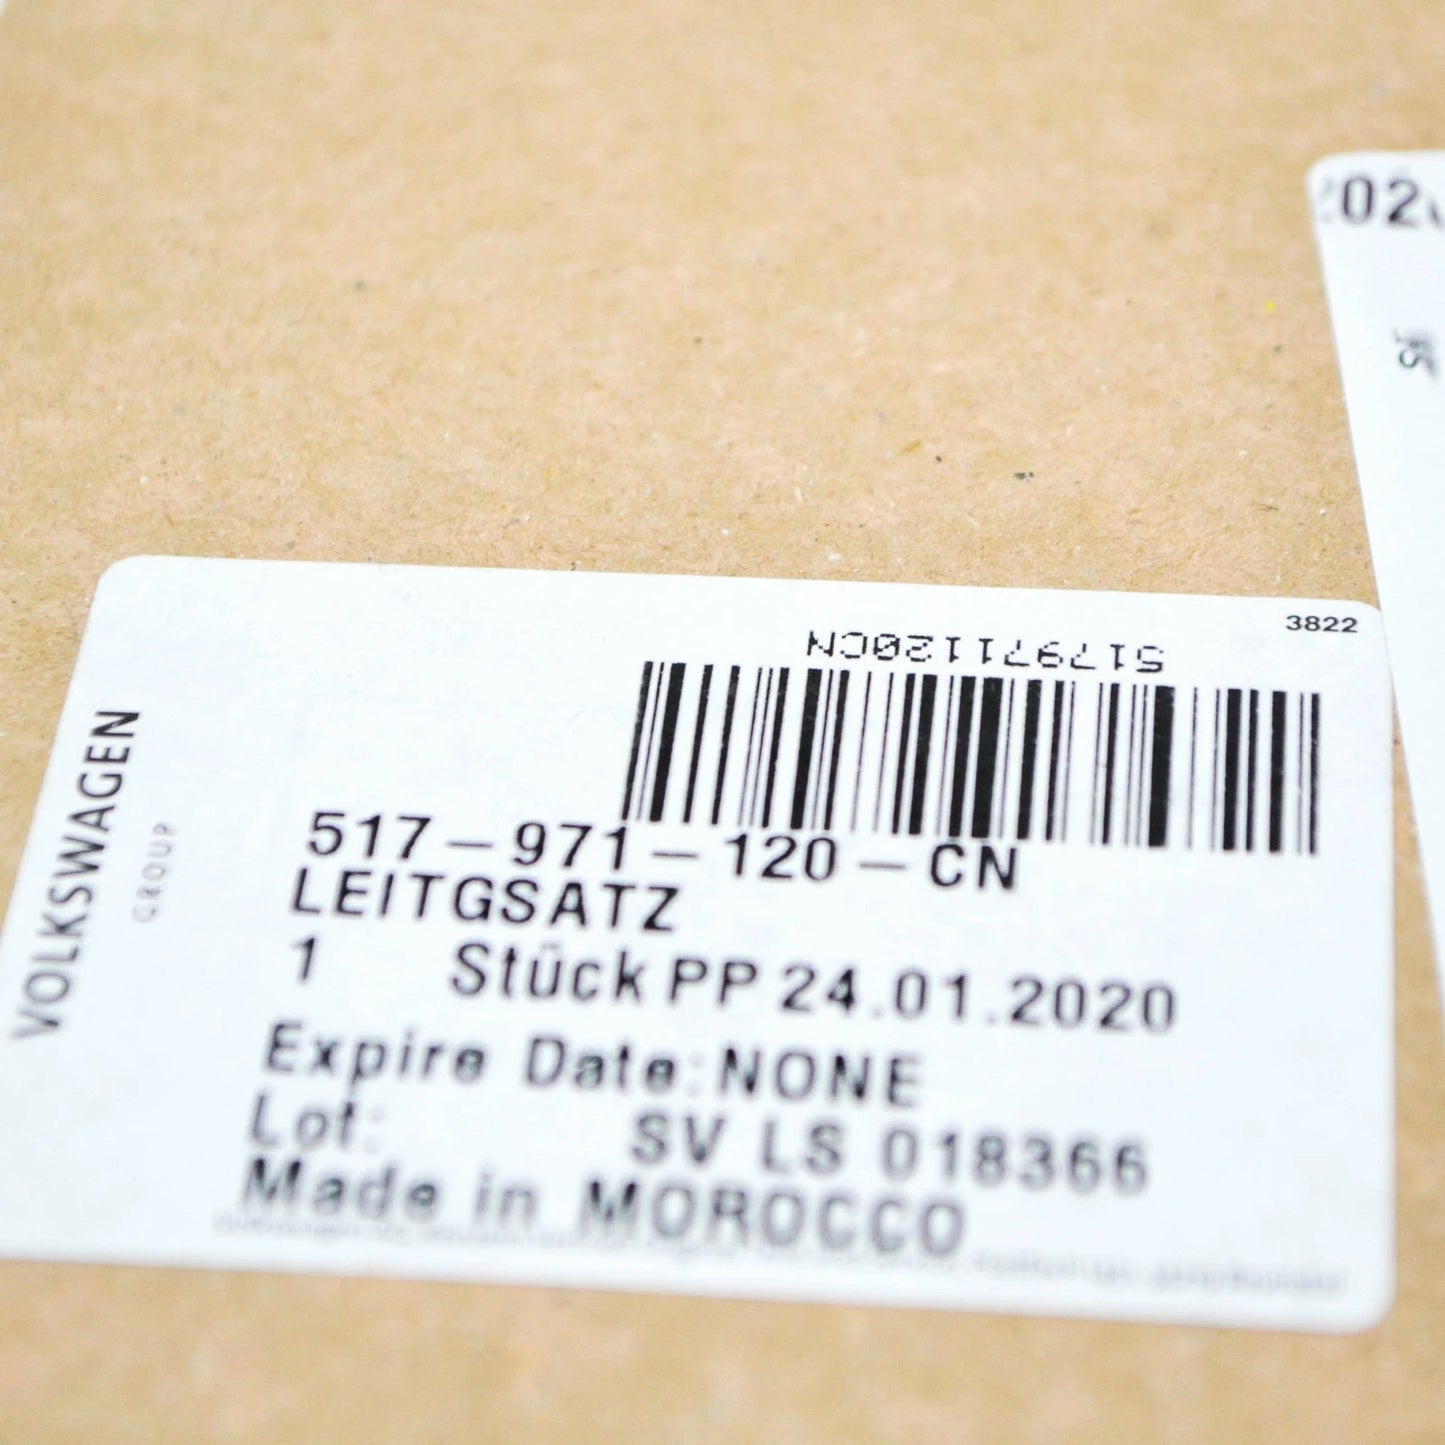 3822
517971120CN
517-971-120-CN
LEITGSATZ
1 Stück PP 24.01.2020
Expire Date:NONE
Lot: SV LS 018366
Made in MOROCCO
VOLKSWAGEN
GROUP